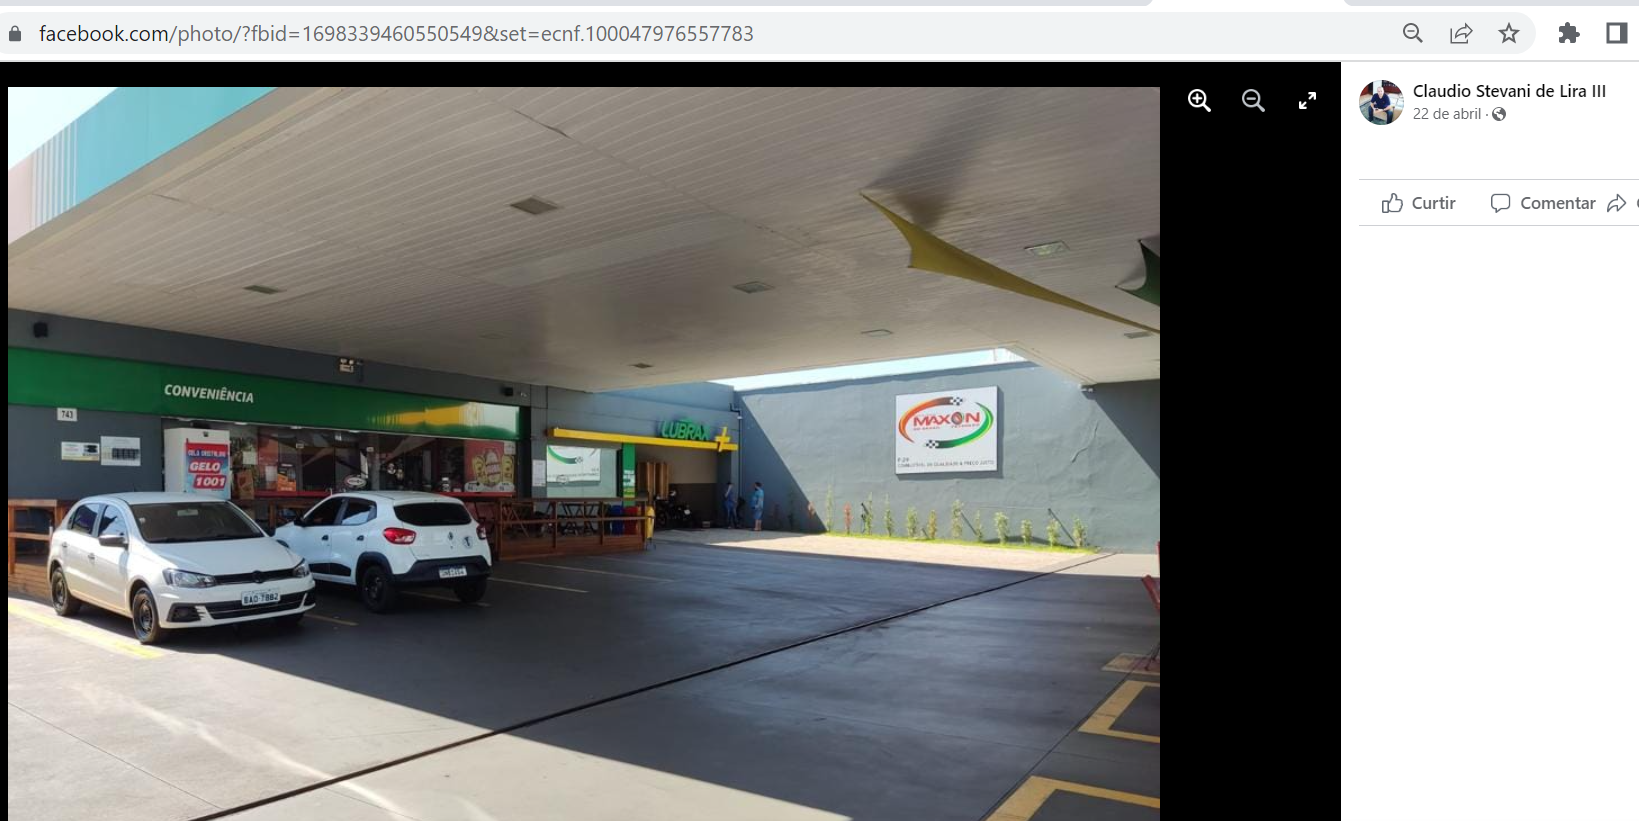 facebook.com/photo/?fbid=1698339460550549&set=ecnf.100047976557783
Claudio Stevani de Lira III
22 de abril ·
Curtir
Comentar
CONVENIÊNCIA
743
GELO
1001
LUBRAX
MAXON
BAO 7882